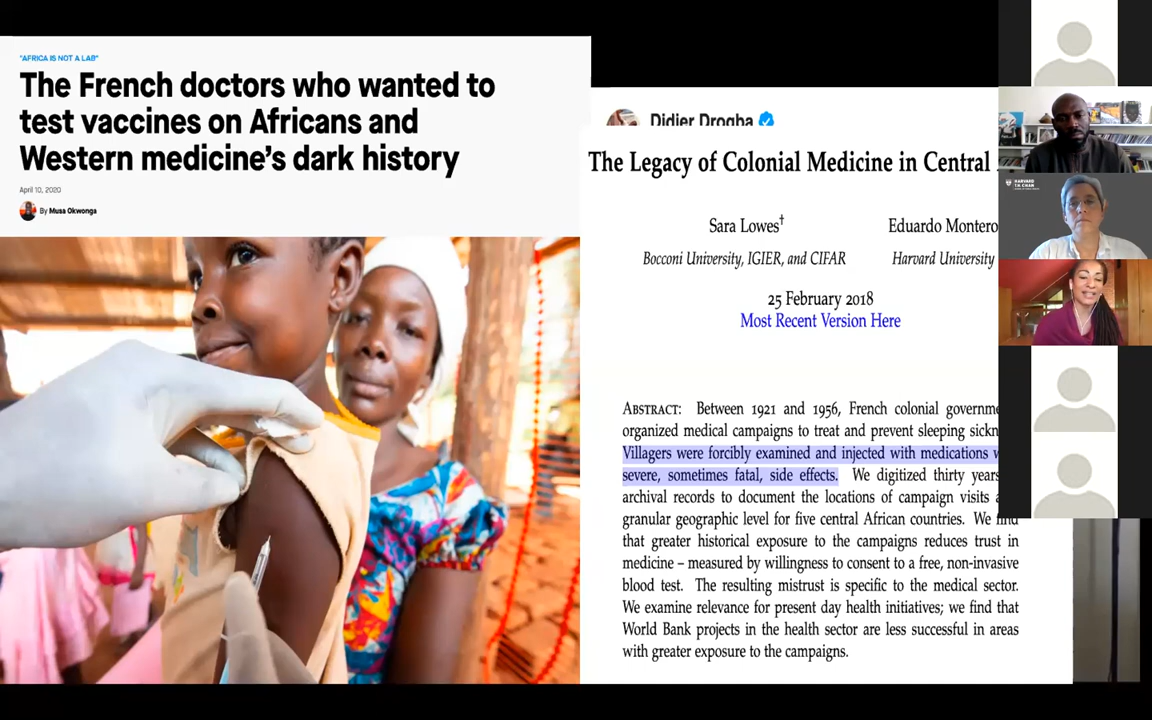 "AFRICA IS NOT A LAB"
The French doctors who wanted to
test vaccines on Africans and
Western medicine's dark history
April 10, 2020
By Musa Okwonga
Didier Drogba
The Legacy of Colonial Medicine in Central
Sara Lowes†
Eduardo Montero
Bocconi University, IGIER, and CIFAR
Harvard University
25 February 2018
Most Recent Version Here
ABSTRACT: Between 1921 and 1956, French colonial governme
organized medical campaigns to treat and prevent sleeping sickn
Villagers were forcibly examined and injected with medications w
severe, sometimes fatal, side effects. We digitized thirty years
archival records to document the locations of campaign visits a
granular geographic level for five central African countries. We find
that greater historical exposure to the campaigns reduces trust in
medicine – measured by willingness to consent to a free, non-invasive
blood test. The resulting mistrust is specific to the medical sector.
We examine relevance for present day health initiatives; we find that
World Bank projects in the health sector are less successful in areas
with greater exposure to the campaigns.
HARVARD
T.H. CHAN